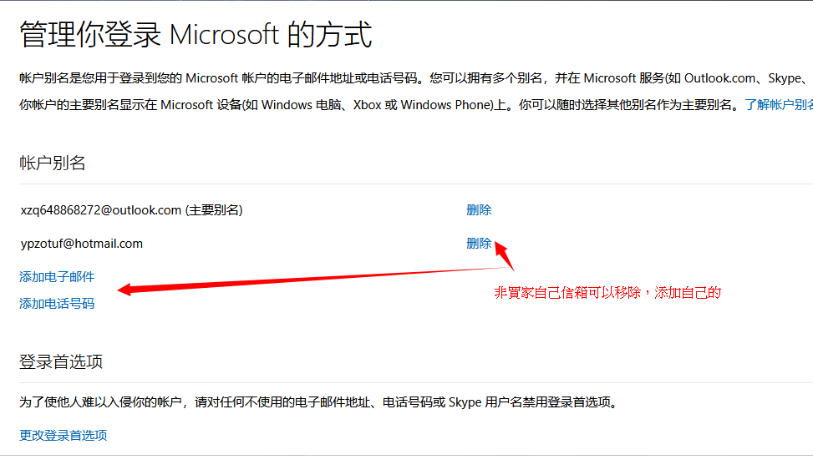 管理你登录 Microsoft 的方式
帐户别名是您用于登录到您的 Microsoft 帐户的电子邮件地址或电话号码。您可以拥有多个别名，并在 Microsoft 服务(如 Outlook.com、Skype、
你帐户的主要别名显示在 Microsoft 设备(如 Windows 电脑、Xbox 或 Windows Phone)上。你可以随时选择其他别名作为主要别名。了解帐户别名
帐户别名
xzq648868272@outlook.com (主要别名) 删除
ypzotuf@hotmail.com 删除
添加电子邮件
非買家自己信箱可以移除，添加自己的
添加电话号码
登录首选项
为了使他人难以入侵你的帐户，请对任何不使用的电子邮件地址、电话号码或 Skype 用户名禁用登录首选项。
更改登录首选项